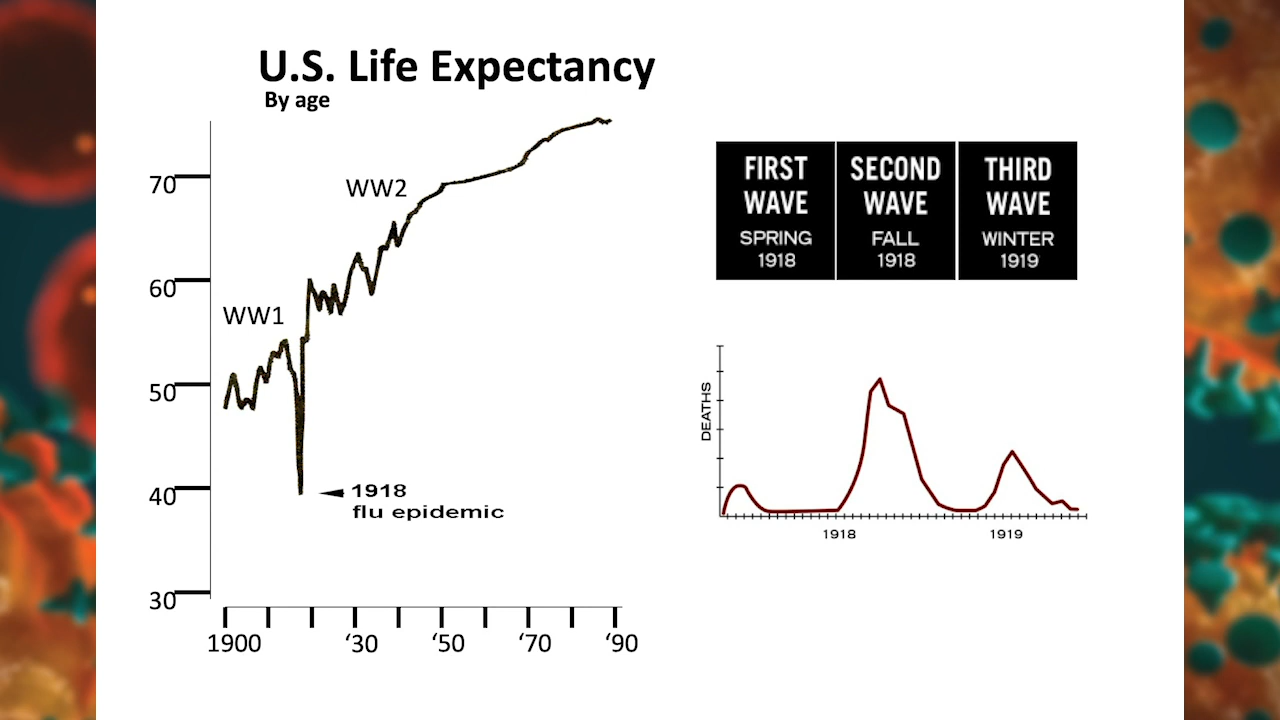 U.S. Life Expectancy
By age
70
60
50
40
30
WW2
WW1
1918
flu epidemic
1900
‘30
‘50
‘70
‘90
FIRST
WAVE
SPRING
1918
SECOND
WAVE
FALL
1918
THIRD
WAVE
WINTER
1919
DEATHS
1918
1919